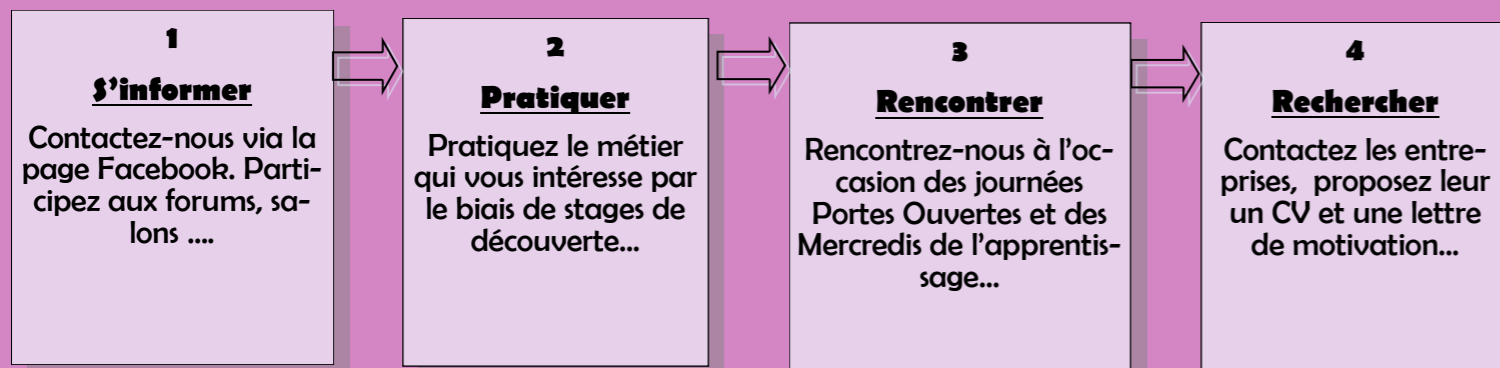 1
S'informer
Contactez-nous via la
page Facebook. Parti-
cipez aux forums, sa-
lons ....
2
Pratiquer
Pratiquez le métier
qui vous intéresse par
le biais de stages de
découverte...
3
Rencontrer
Rencontrez-nous à l'oc-
casion des journées
Portes Ouvertes et des
Mercredis de l'apprentis-
sage...
4
Rechercher
Contactez les entre-
prises,  proposez leur
un CV et une lettre
de motivation...